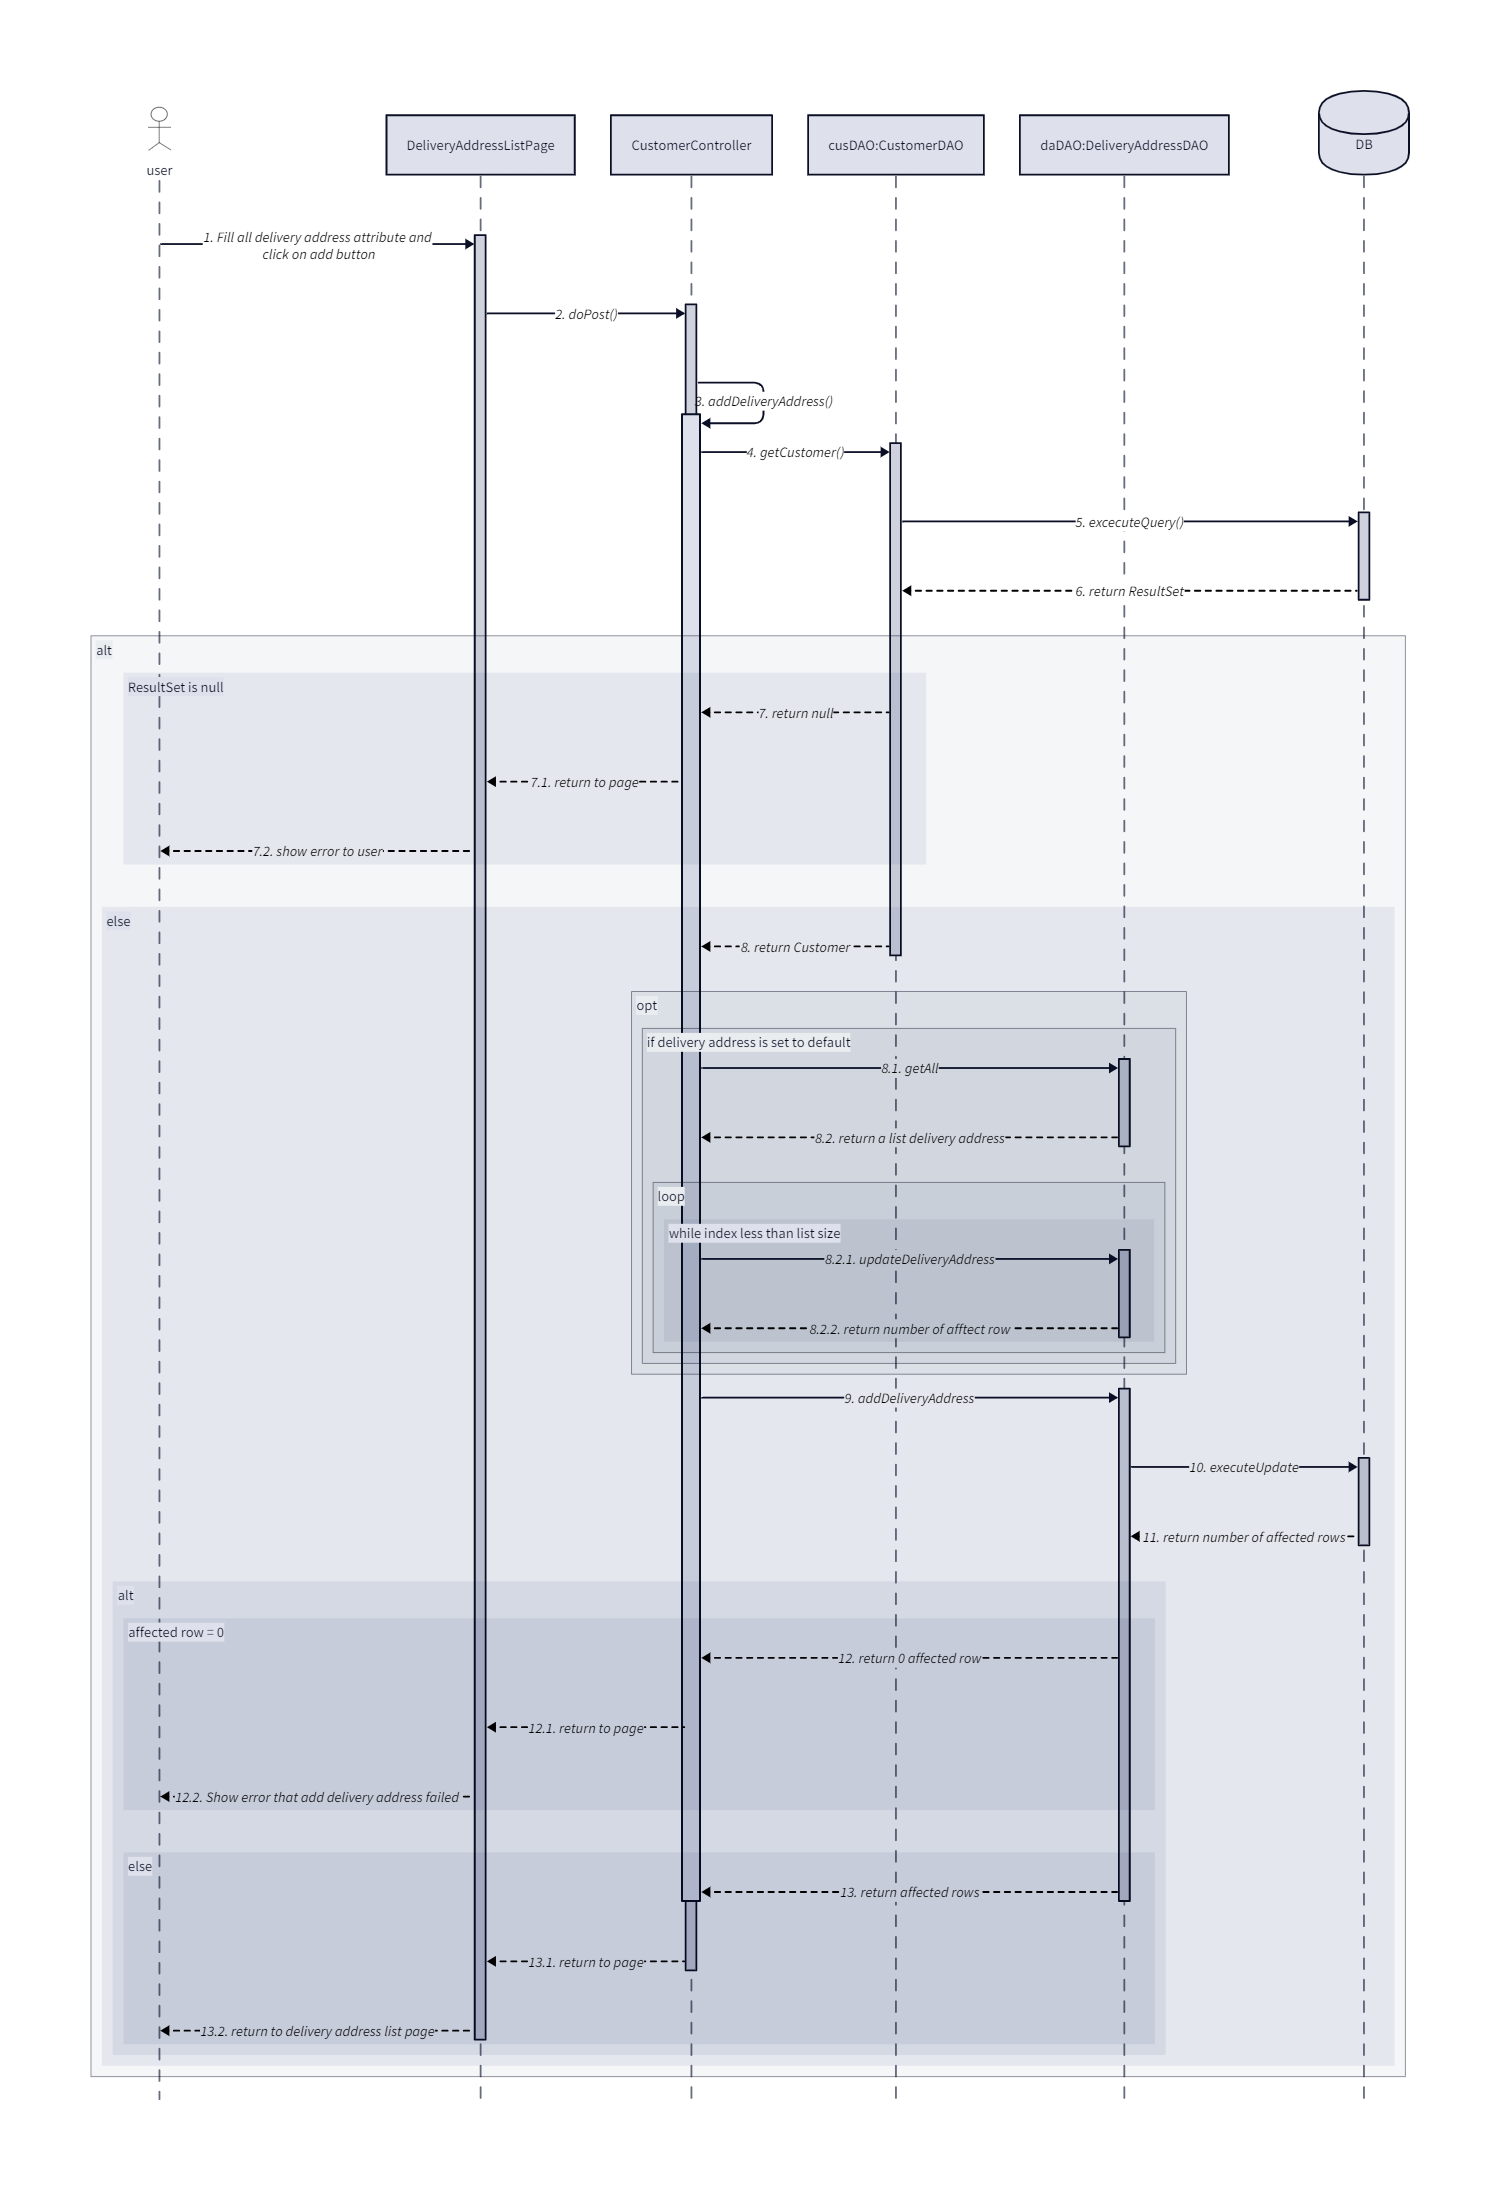 user
DeliveryAddressListPage
CustomerController
cusDAO:CustomerDAO
daDAO:DeliveryAddressDAO
DB
1. Fill all delivery address attribute and
click on add button
2. doPost()
3. addDeliveryAddress()
4. getCustomer()
5. excecuteQuery()
6. return ResultSet
alt
ResultSet is null
7. return null
7.1. return to page
7.2. show error to user
else
8. return Customer
opt
if delivery address is set to default
8.1. getAll
8.2. return a list delivery address
loop
while index less than list size
8.2.1. updateDeliveryAddress
8.2.2. return number of afftect row
9. addDeliveryAddress
10. executeUpdate
11. return number of affected rows
alt
affected row = 0
12. return 0 affected row
12.1. return to page
12.2. Show error that add delivery address failed
else
13. return affected rows
13.1. return to page
13.2. return to delivery address list page